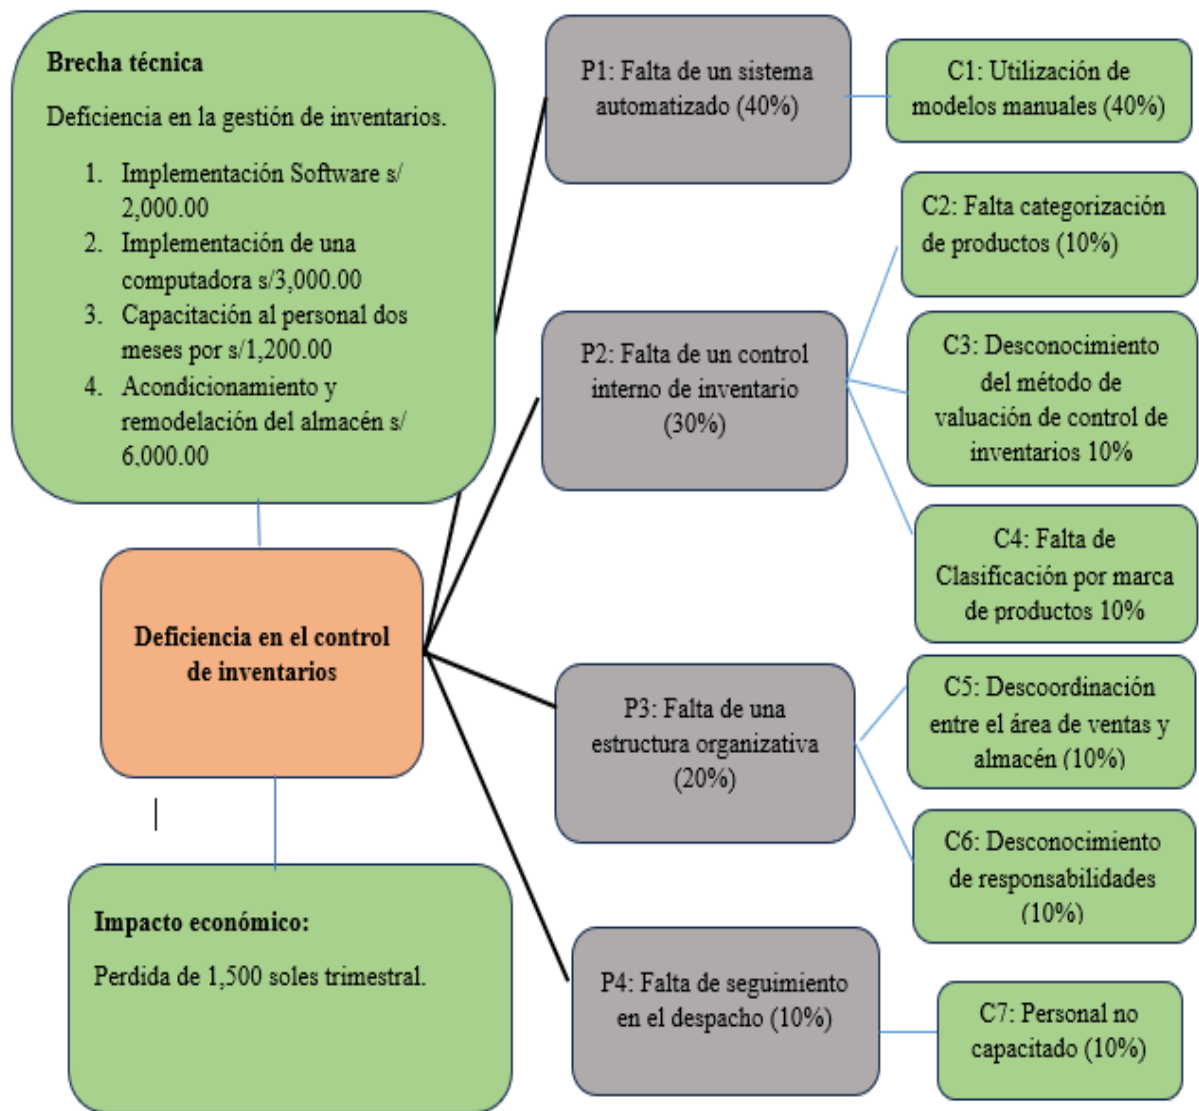 Brecha técnica
Deficiencia en la gestión de inventarios.
1. Implementación Software s/
2,000.00
2. Implementación de una
computadora s/3,000.00
3. Capacitación al personal dos
meses por s/1,200.00
4. Acondicionamiento y
remodelación del almacén s/
6,000.00
Deficiencia en el control
de inventarios
Impacto económico:
Perdida de 1,500 soles trimestral.
P1: Falta de un sistema
automatizado (40%)
C1: Utilización de
modelos manuales (40%)
P2: Falta de un control
interno de inventario
(30%)
C2: Falta categorización
de productos (10%)
C3: Desconocimiento
del método de
valuación de control de
inventarios 10%
C4: Falta de
Clasificación por marca
de productos 10%
P3: Falta de una
estructura organizativa
(20%)
C5: Descoordinación
entre el área de ventas y
almacén (10%)
C6: Desconocimiento
de responsabilidades
(10%)
P4: Falta de seguimiento
en el despacho (10%)
C7: Personal no
capacitado (10%)